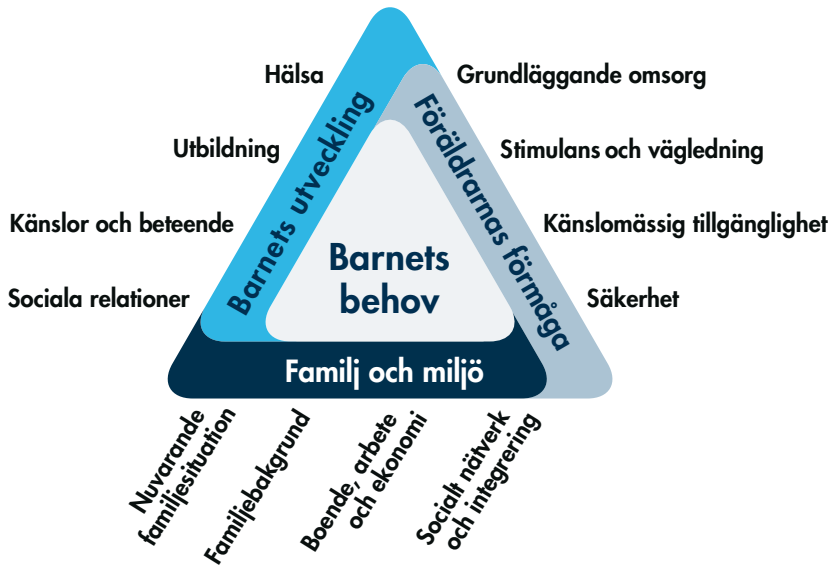 Hälsa
Utbildning
Känslor och beteende
Sociala relationer
Barnets utveckling
Föräldrarnas förmåga
Grundläggande omsorg
Stimulans och vägledning
Känslomässig tillgänglighet
Säkerhet
Barnets
behov
Familj och miljö
Nuvarande
familjesituation
Familjebakgrund
Boende, arbete
och ekonomi
Socialt nätverk
och integrering